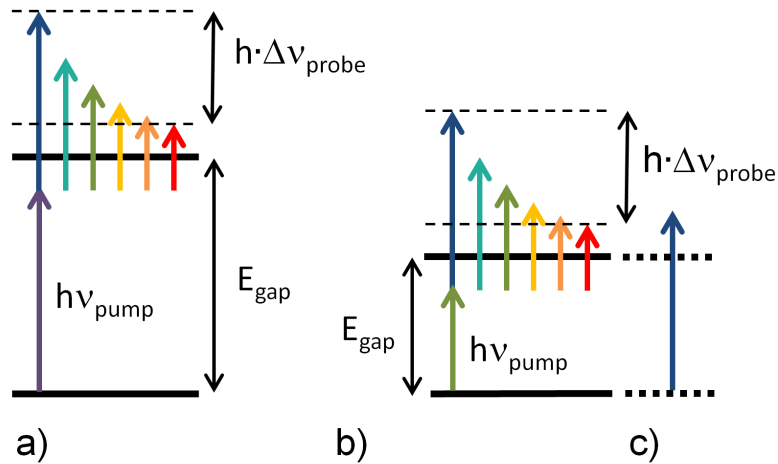 h·Δνprobe
Egap
hνpump
a)
h·Δνprobe
Egap
hνpump
b)
c)